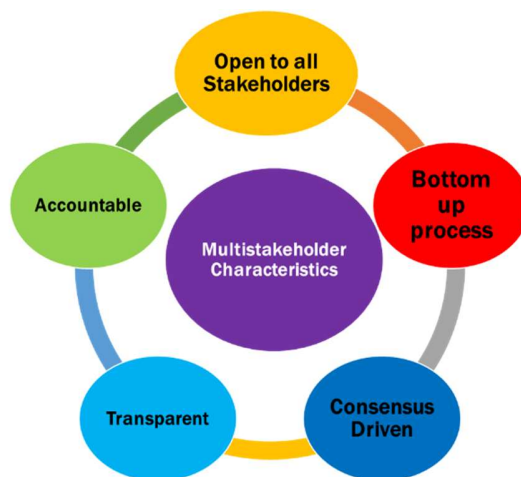 Open to all
Stakeholders
Bottom
up
process
Consensus
Driven
Transparent
Accountable
Multistakeholder
Characteristics